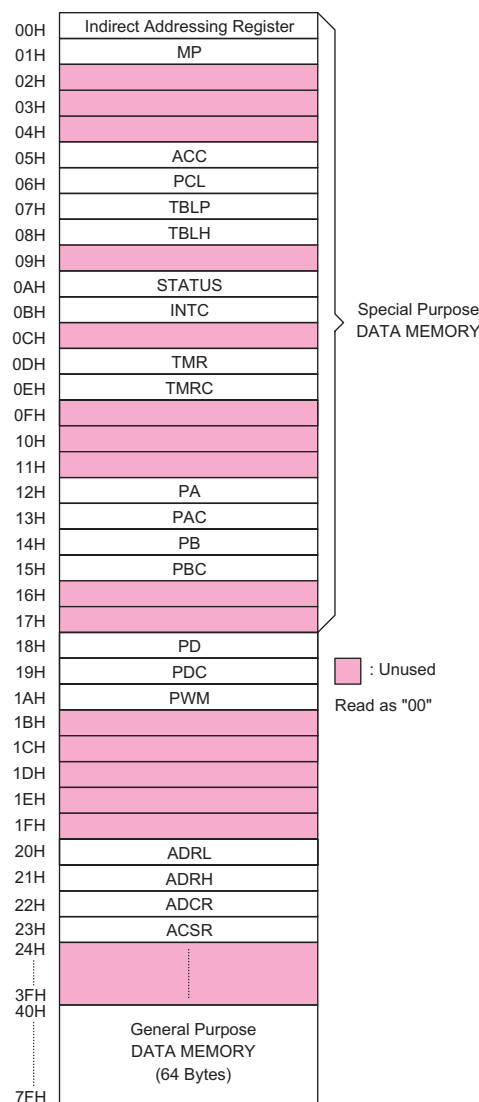 00H Indirect Addressing Register
01H MP
02H
03H
04H
05H ACC
06H PCL
07H TBLP
08H TBLH
09H
0AH STATUS
0BH INTC
Special Purpose
DATA MEMORY
0CH
0DH TMR
0EH TMRC
0FH
10H
11H
12H PA
13H PAC
14H PB
15H PBC
16H
17H
18H PD
19H PDC
: Unused
1AH PWM
Read as "00"
1BH
1CH
1DH
1EH
1FH
20H ADRL
21H ADRH
22H ADCR
23H ACSR
24H
3FH
40H
General Purpose
DATA MEMORY
(64 Bytes)
7FH